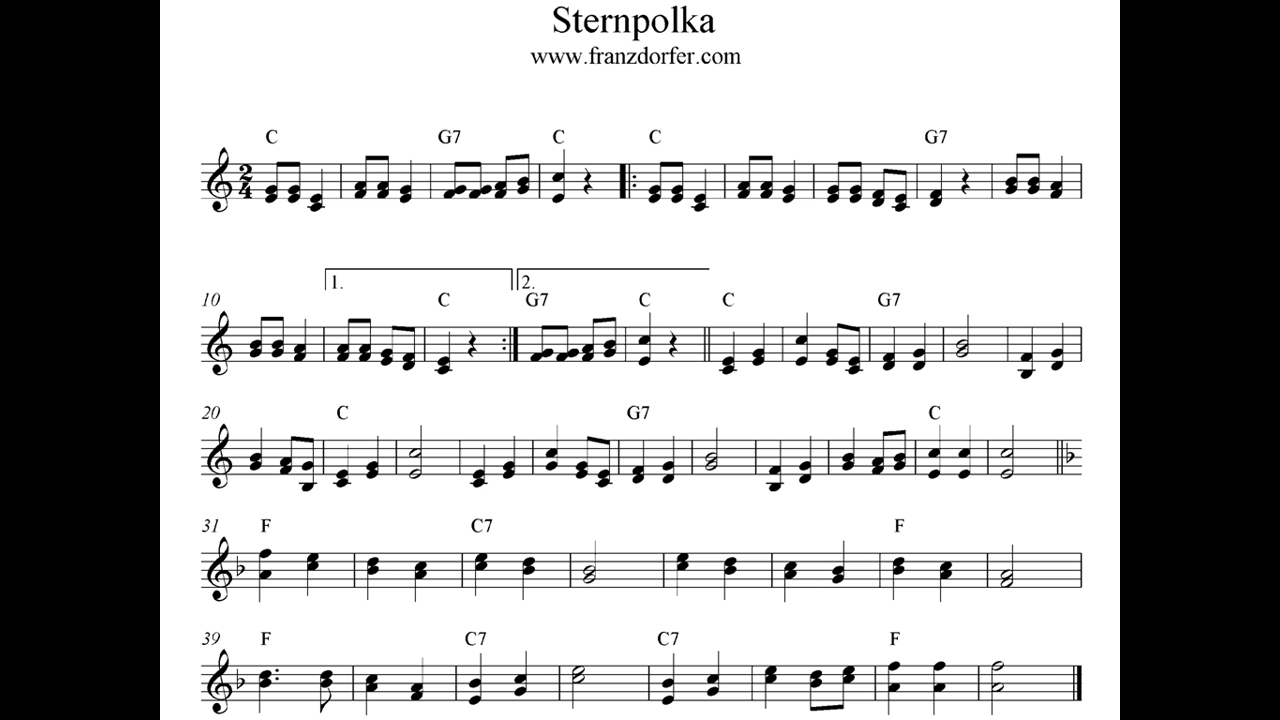 Sternpolka
www.franzdorfer.com
C G7 C C G7
2
4
1. 2.
10 C G7 C C G7
20 C G7 C
31 F C7 F
39 F C7 C7 F